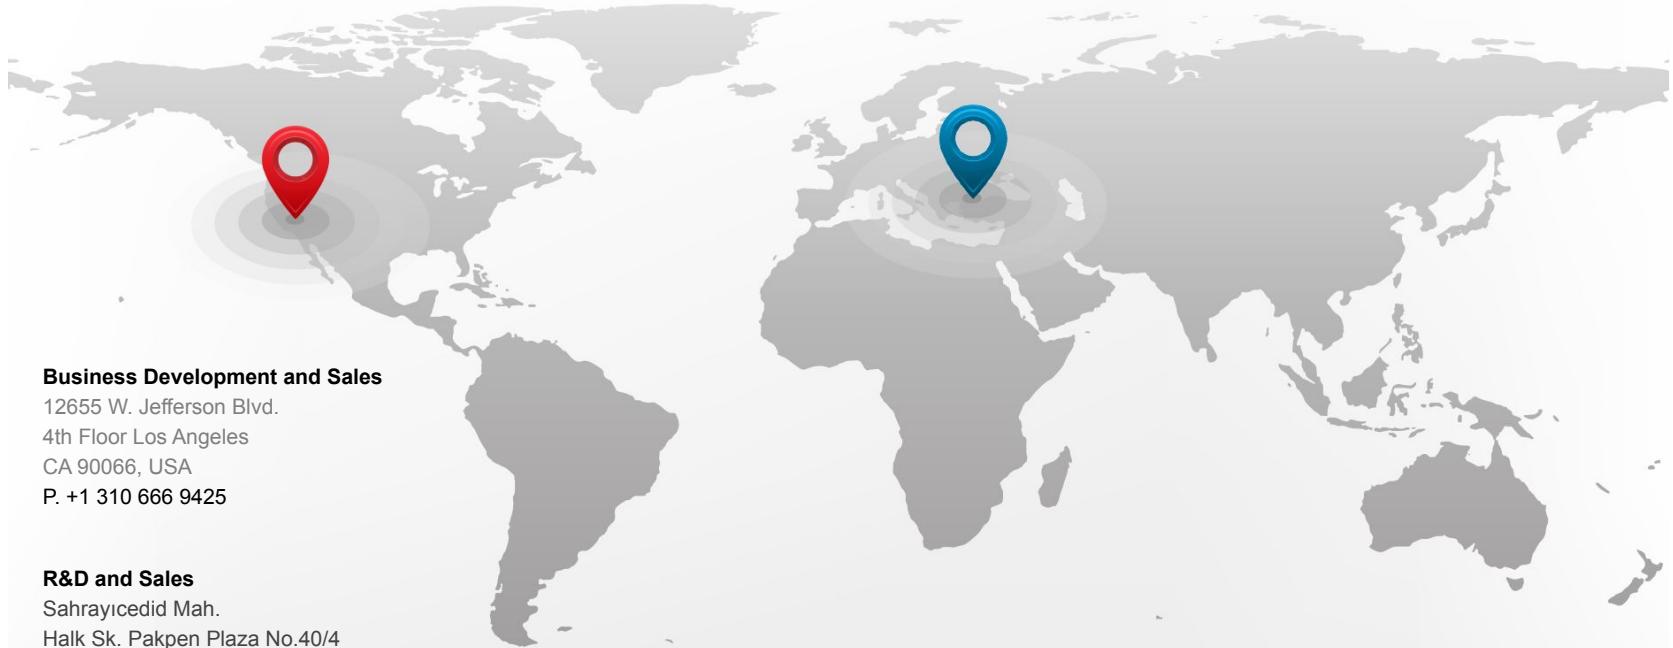 Business Development and Sales
12655 W. Jefferson Blvd.
4th Floor Los Angeles
CA 90066, USA
P. +1 310 666 9425
R&D and Sales
Sahrayıcedid Mah.
Halk Sk. Pakpen Plaza No.40/4